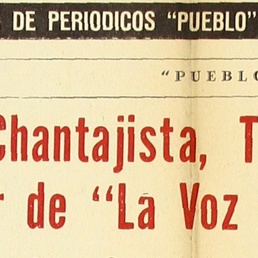 DE PERIODICOS "PUEBLO"
"PUEBLO
Chantajista, T
r de "La Voz